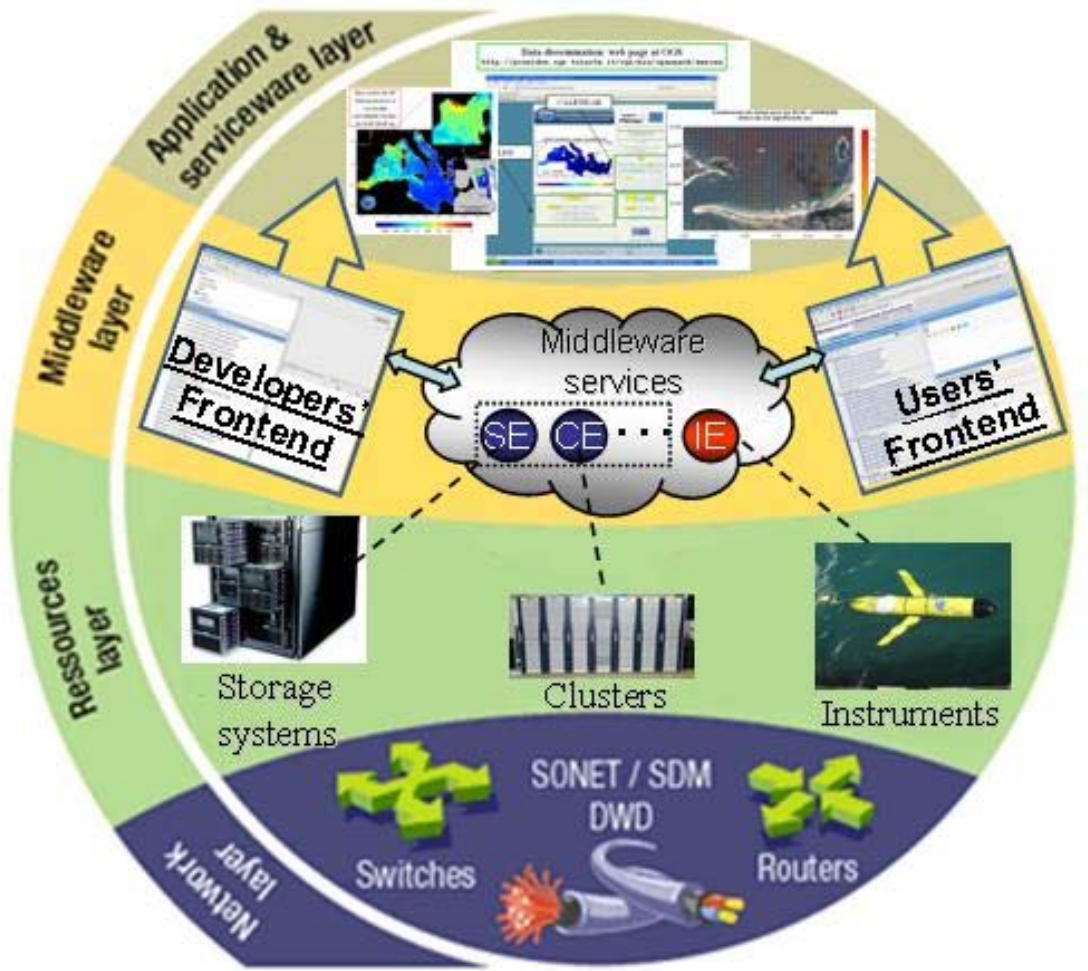 Application &
serviceware layer
Data dissemination: web page at OGS
CALENDAR
Middleware
layer
Middleware
services
Developers'
Frontend
Users'
Frontend
SE CE ... IE
Ressources
layer
Storage
systems
Clusters
Instruments
Network
layer
SONET / SDM
DWD
Switches
Routers